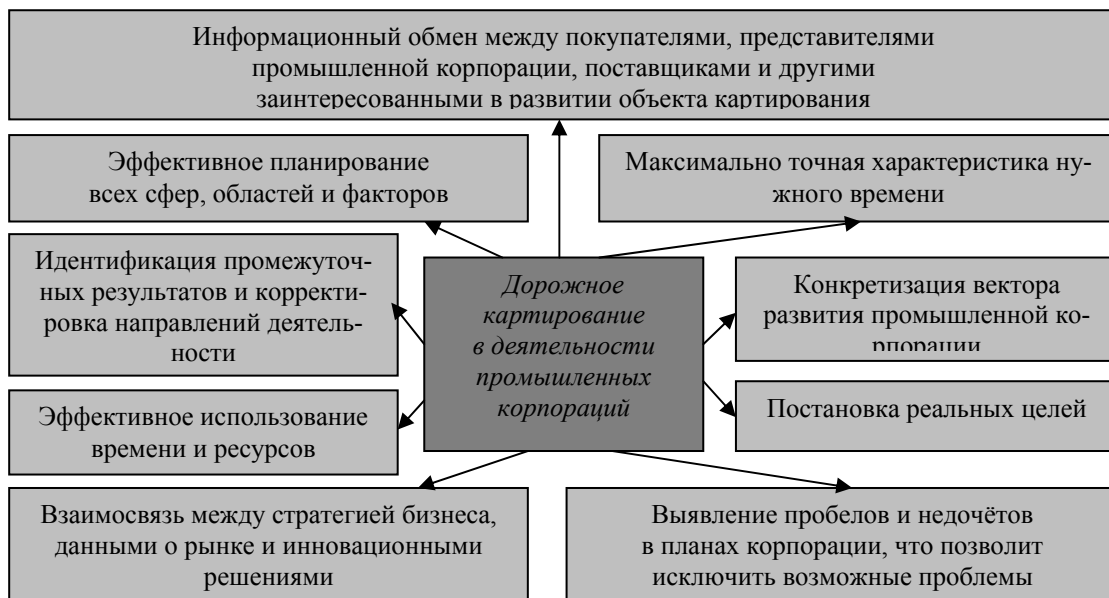 Информационный обмен между покупателями, представителями
промышленной корпорации, поставщиками и другими
заинтересованными в развитии объекта картирования
Эффективное планирование
всех сфер, областей и факторов
Максимально точная характеристика ну-
жного времени
Идентификация промежуточ-
ных результатов и корректи-
ровка направлений деятель-
ности
Дорожное
картирование
в деятельности
промышленных
корпораций
Конкретизация вектора
развития промышленной ко-
рпорации
Эффективное использование
времени и ресурсов
Постановка реальных целей
Взаимосвязь между стратегией бизнеса,
данными о рынке и инновационными
решениями
Выявление пробелов и недочётов
в планах корпорации, что позволит
исключить возможные проблемы